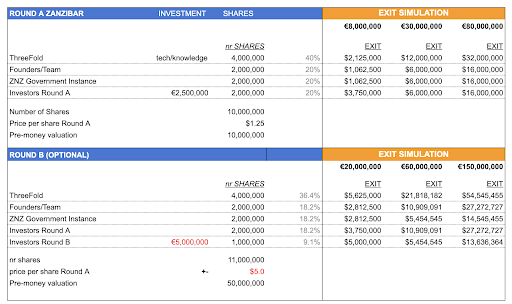 ROUND A ZANZIBAR INVESTMENT SHARES EXIT SIMULATION
€8,000,000 €30,000,000 €80,000,000
nr SHARES EXIT EXIT EXIT
ThreeFold tech/knowledge 4,000,000 40% $2,125,000 $12,000,000 $32,000,000
Founders/Team 2,000,000 20% $1,062,500 $6,000,000 $16,000,000
ZNZ Government Instance 2,000,000 20% $1,062,500 $6,000,000 $16,000,000
Investors Round A €2,500,000 2,000,000 20% $3,750,000 $6,000,000 $16,000,000
Number of Shares 10,000,000
Price per share Round A $1.25
Pre-money valuation 10,000,000
ROUND B (OPTIONAL) EXIT SIMULATION
€20,000,000 €60,000,000 €150,000,000
nr SHARES EXIT EXIT EXIT
ThreeFold 4,000,000 36.4% $5,625,000 $21,818,182 $54,545,455
Founders/Team 2,000,000 18.2% $2,812,500 $10,909,091 $27,272,727
ZNZ Government Instance 2,000,000 18.2% $2,812,500 $5,454,545 $14,545,455
Investors Round A 2,000,000 18.2% $3,750,000 $10,909,091 $27,272,727
Investors Round B €5,000,000 1,000,000 9.1% $5,000,000 $5,454,545 $13,636,364
nr shares 11,000,000
price per share Round A +- $5.0
Pre-money valuation 50,000,000